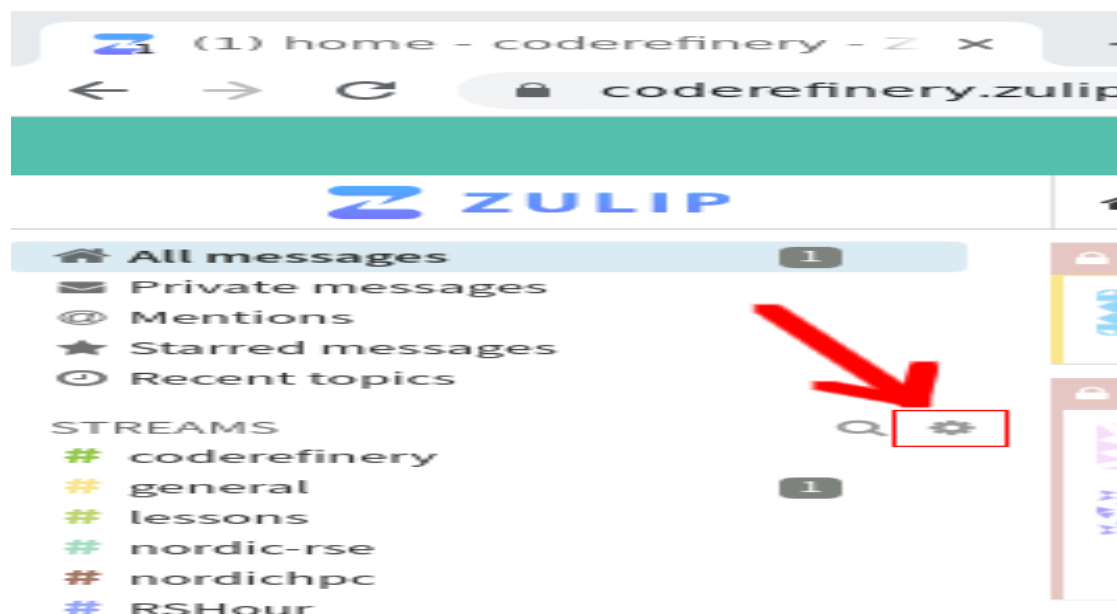 (1) home - coderefinery - Z
coderefinery.zulip
ZULIP
All messages 1
Private messages
Mentions
Starred messages
Recent topics
STREAMS
# coderefinery
# general 1
# lessons
# nordic-rse
# nordichpc
# RSHour